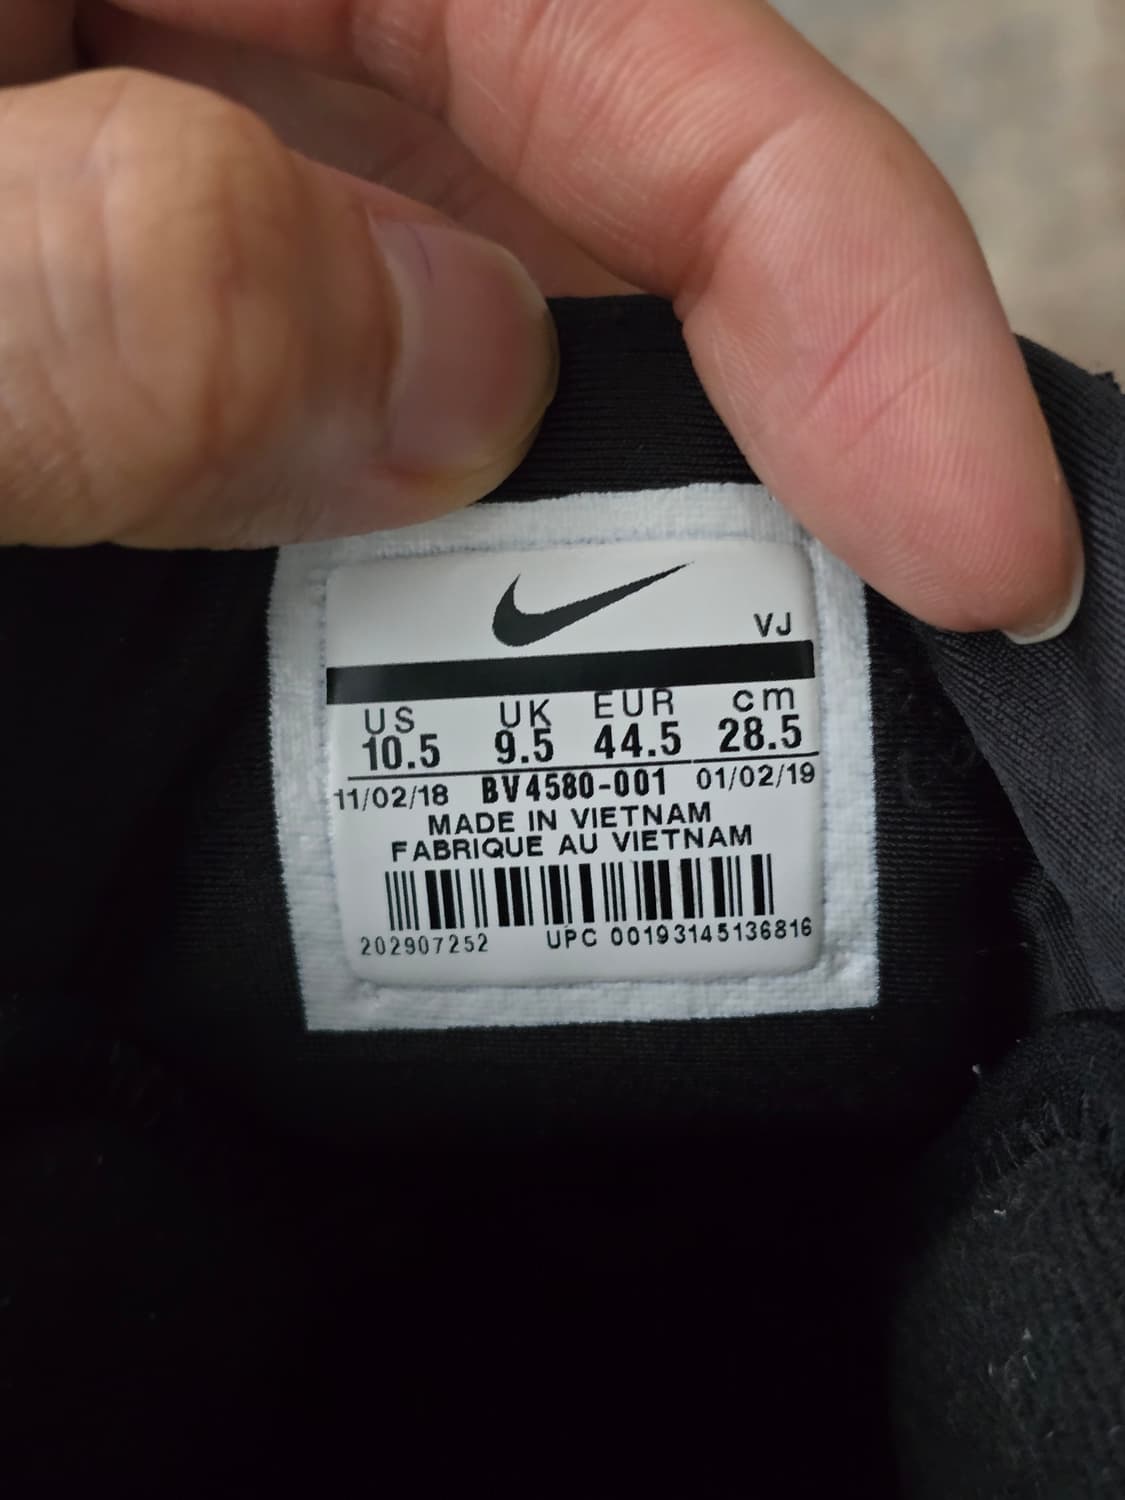 VJ
US UK EUR cm
10.5 9.5 44.5 28.5
11/02/18 BV4580-001 01/02/19
MADE IN VIETNAM
FABRIQUE AU VIETNAM
202907252 UPC 00193145136816